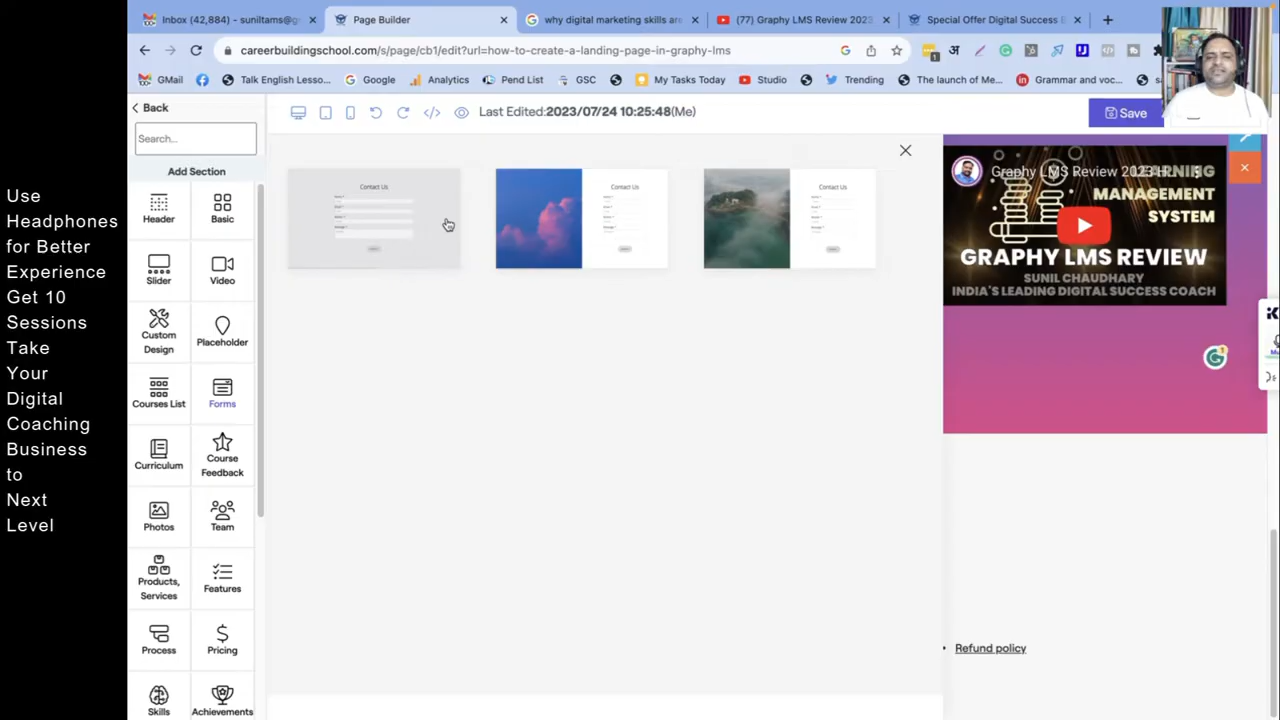 Use
Headphones
for Better
Experience
Get 10
Sessions
Take
Your
Digital
Coaching
Business
to
Next
Level
Inbox (42,884) - suniltams@g
Page Builder
why digital marketing skills are
(77) Graphy LMS Review 2023
Special Offer Digital Success B
careerbuildingschool.com/s/page/cb1/edit?url=how-to-create-a-landing-page-in-graphy-lms
GMail
Talk English Lesso...
Google
Analytics
Pend List
GSC
My Tasks Today
Studio
Trending
The launch of Me...
Grammar and voc...
Back
Last Edited:2023/07/24 10:25:48(Me)
Save
Search...
Add Section
Header
Basic
Slider
Video
Custom Design
Placeholder
Courses List
Forms
Curriculum
Course Feedback
Photos
Team
Products, Services
Features
Process
Pricing
Skills
Achievements
Contact Us
Contact Us
Contact Us
Graphy LMS Review 2023
MANAGEMENT
SYSTEM
GRAPHY LMS REVIEW
SUNIL CHAUDHARY
INDIA'S LEADING DIGITAL SUCCESS COACH
Refund policy